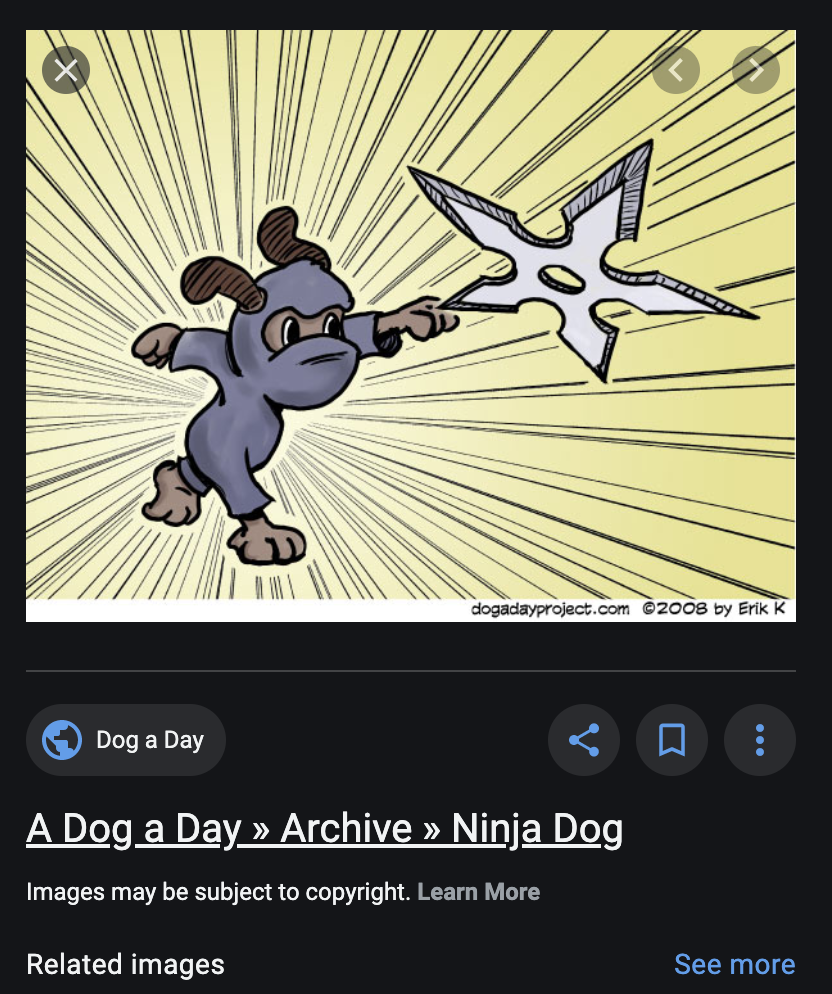 dogadayproject.com ©2008 by Erik K
Dog a Day
A Dog a Day » Archive » Ninja Dog
Images may be subject to copyright. Learn More
Related images
See more